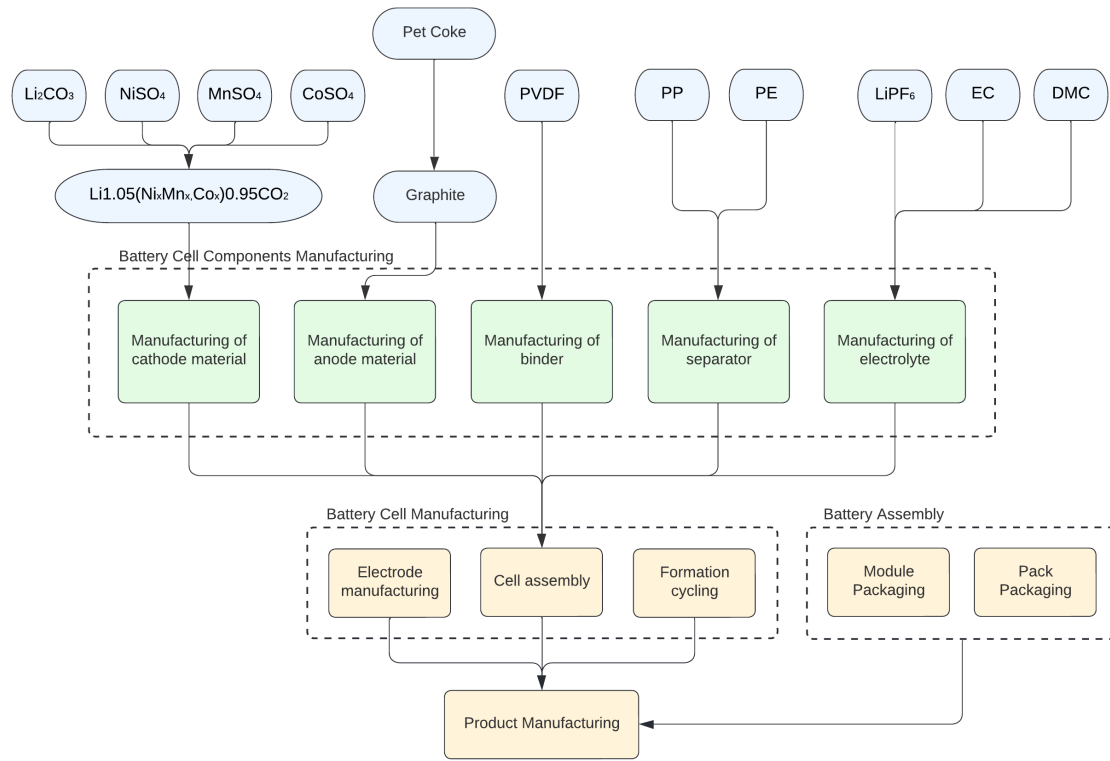 Pet Coke
Li₂CO₃
NiSO₄
MnSO₄
CoSO₄
PVDF
PP
PE
LiPF₆
EC
DMC
Li1.05(NiₓMnₓ,Coₓ)0.95CO₂
Graphite
Battery Cell Components Manufacturing
Manufacturing of
cathode material
Manufacturing of
anode material
Manufacturing of
binder
Manufacturing of
separator
Manufacturing of
electrolyte
Battery Cell Manufacturing
Battery Assembly
Electrode
manufacturing
Cell assembly
Formation
cycling
Module
Packaging
Pack
Packaging
Product Manufacturing